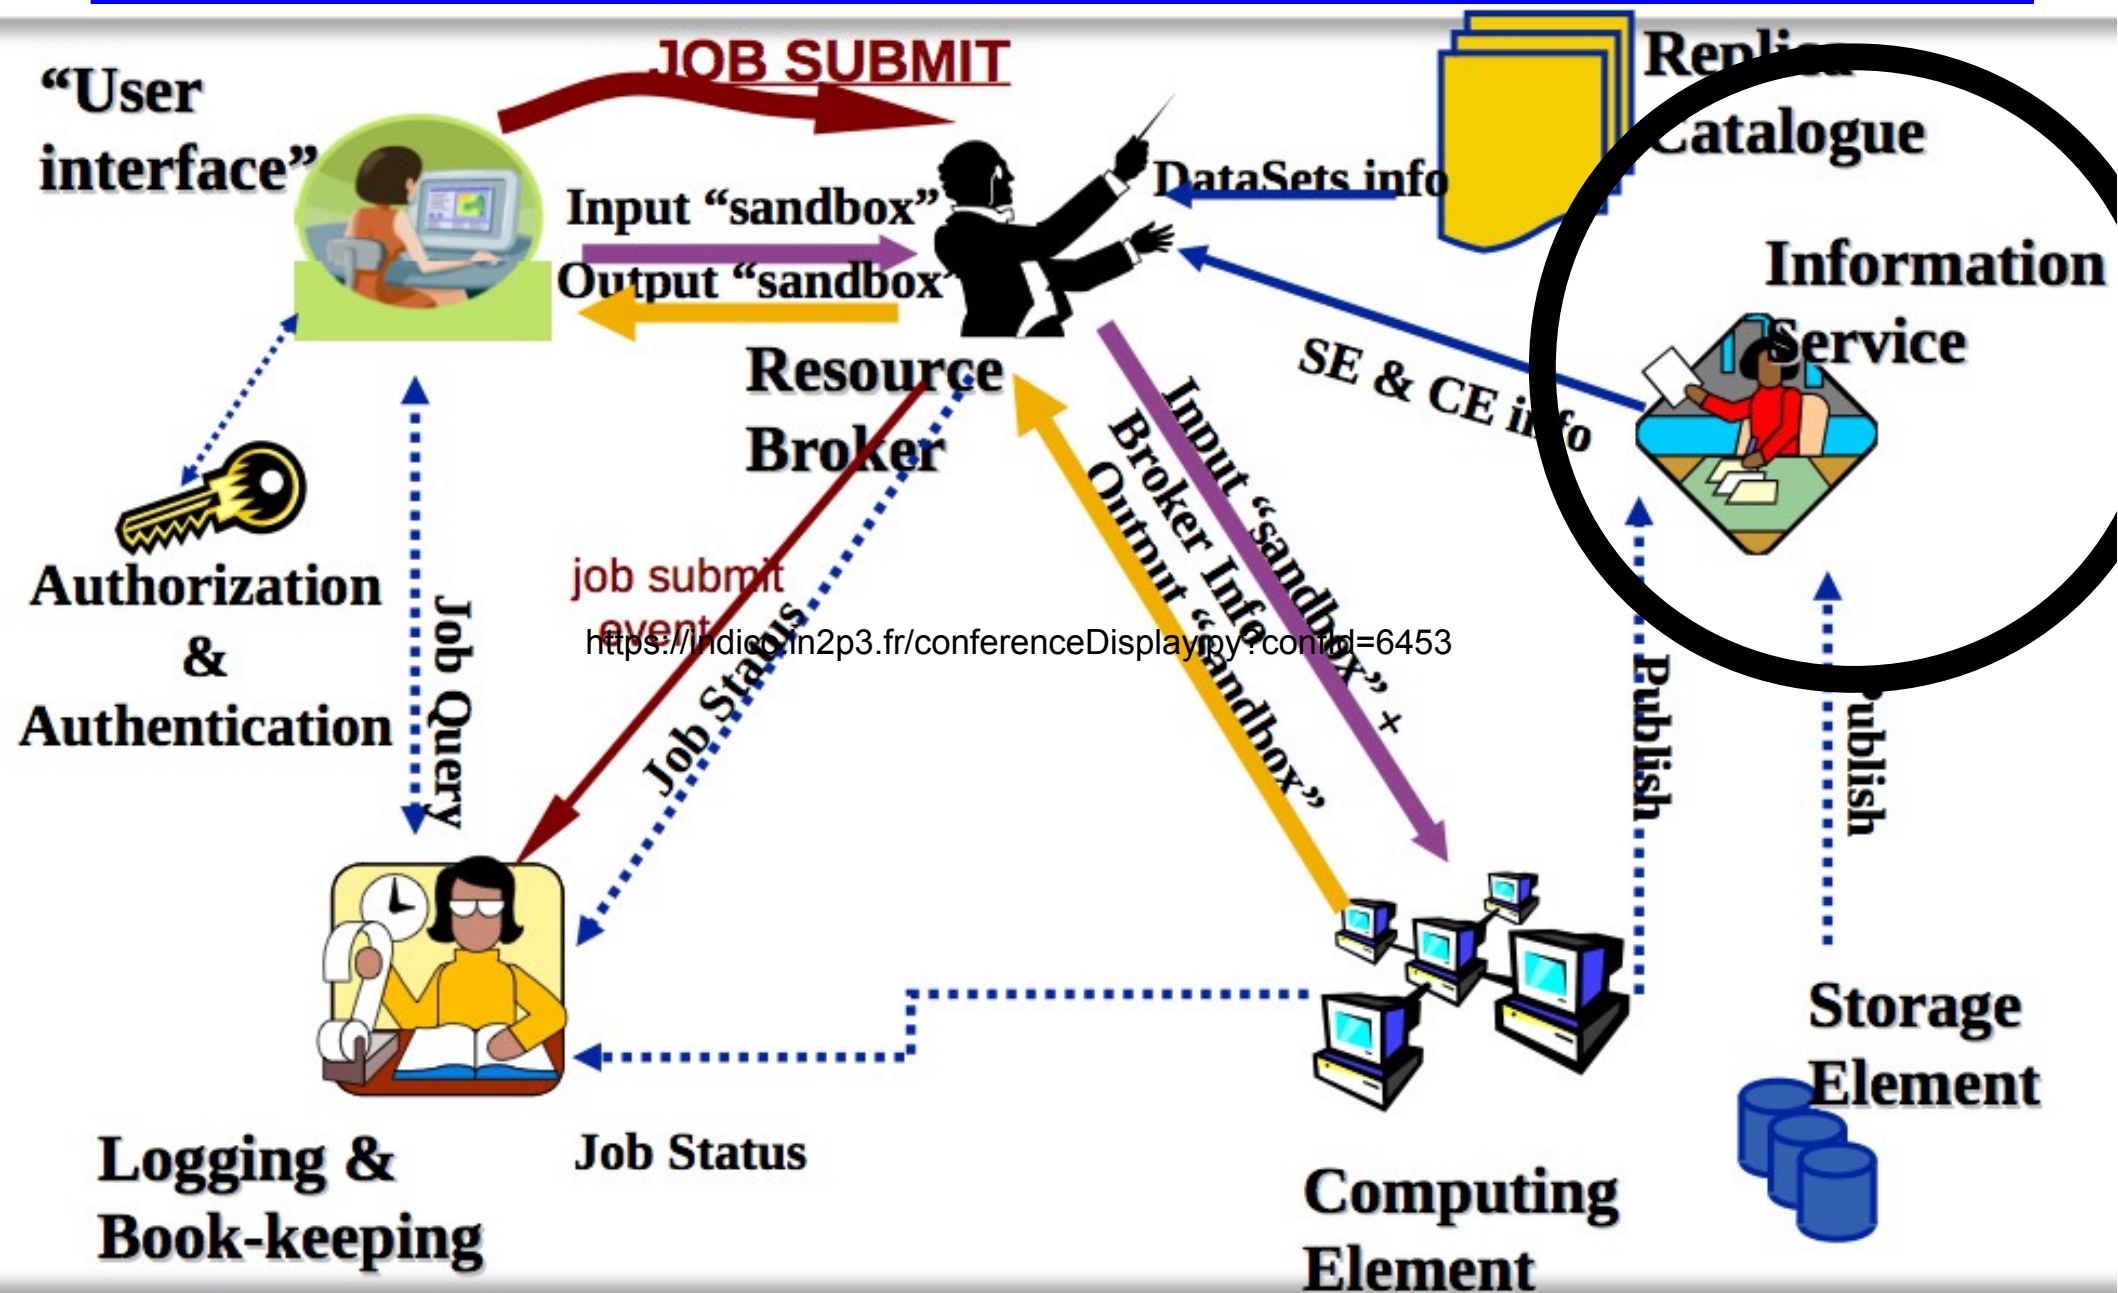 JOB SUBMIT
“User
interface”
Replica
Catalogue
DataSets info
Input “sandbox”
Output “sandbox”
Information
Service
SE & CE info
Resource
Broker
Input “sandbox” +
Broker Info
Output “sandbox”
Authorization
&
Authentication
Job Query
job submit
event
https://indico.in2p3.fr/conferenceDisplay.py?confId=6453
Job Status
Publish
Publish
Storage
Element
Logging &
Book-keeping
Job Status
Computing
Element